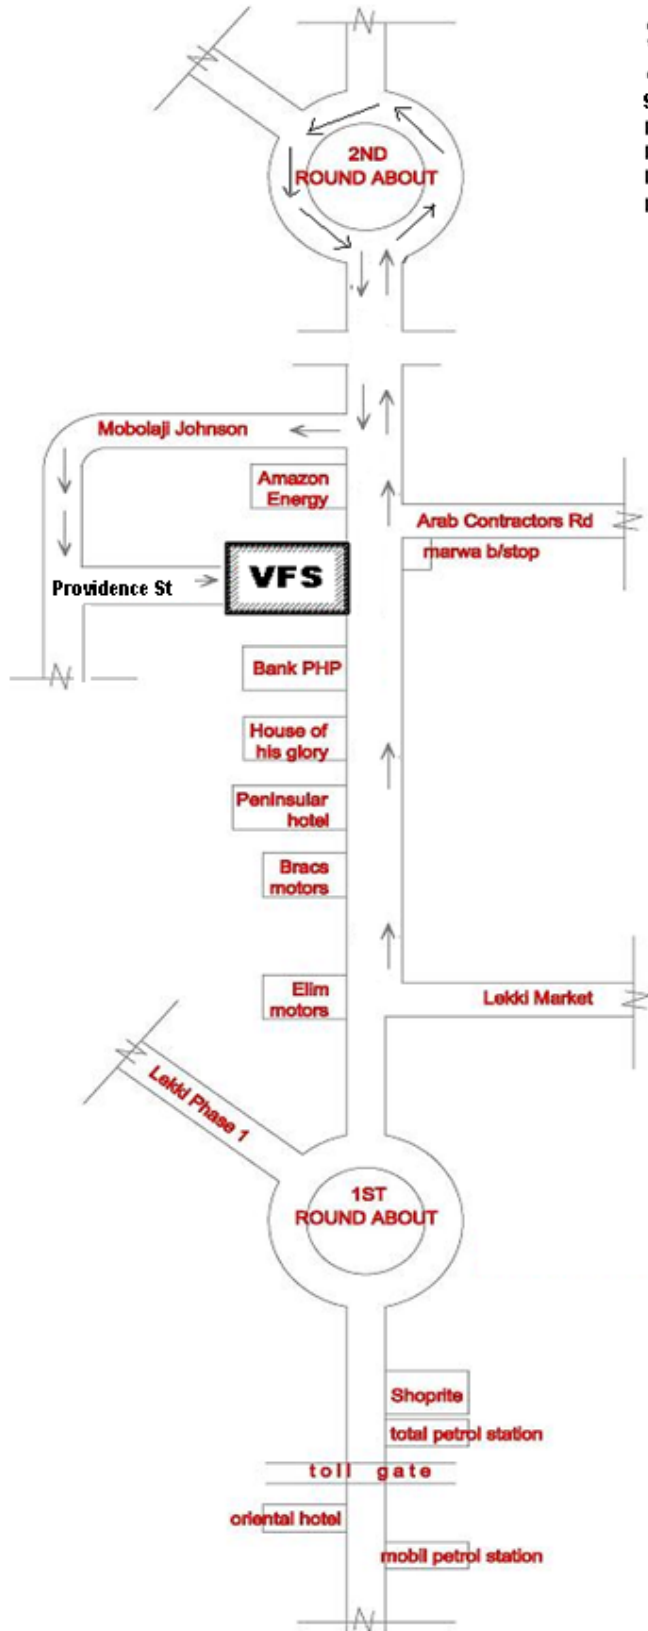 2ND
ROUND ABOUT
Mobolaji Johnson
Amazon
Energy
Arab Contractors Rd
marwa b/stop
VFS
Providence St
Bank PHP
House of
his glory
Peninsular
hotel
Bracs
motors
Elim
motors
Lekki Market
Lekki Phase 1
1ST
ROUND ABOUT
Shoprite
total petrol station
toll gate
oriental hotel
mobil petrol station